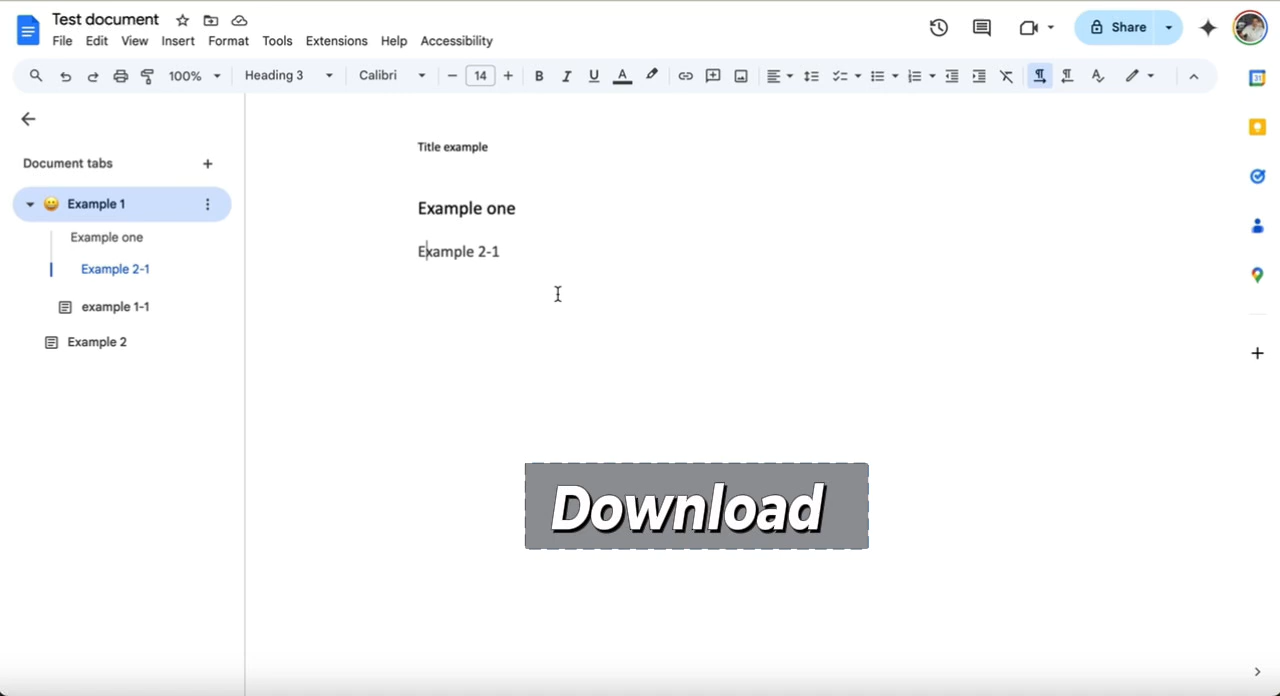 Test document
File Edit View Insert Format Tools Extensions Help Accessibility
Share
100% Heading 3 Calibri 14 B I U A
Document tabs
Example 1
Example one
Example 2-1
example 1-1
Example 2
Title example
Example one
Example 2-1
Download